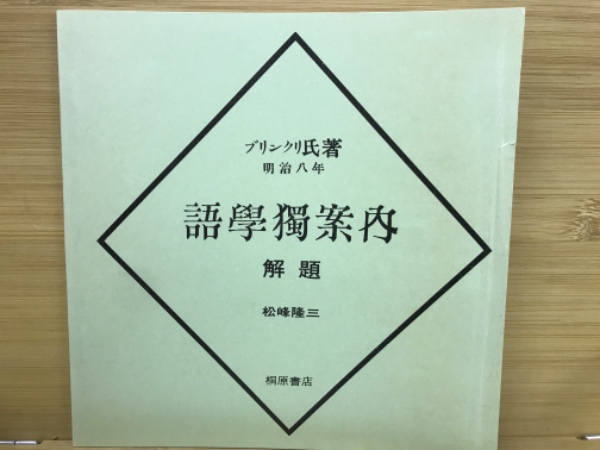 ブリンクリ氏著
明治八年
語學獨案內
解題
松峰隆三
桐原書店